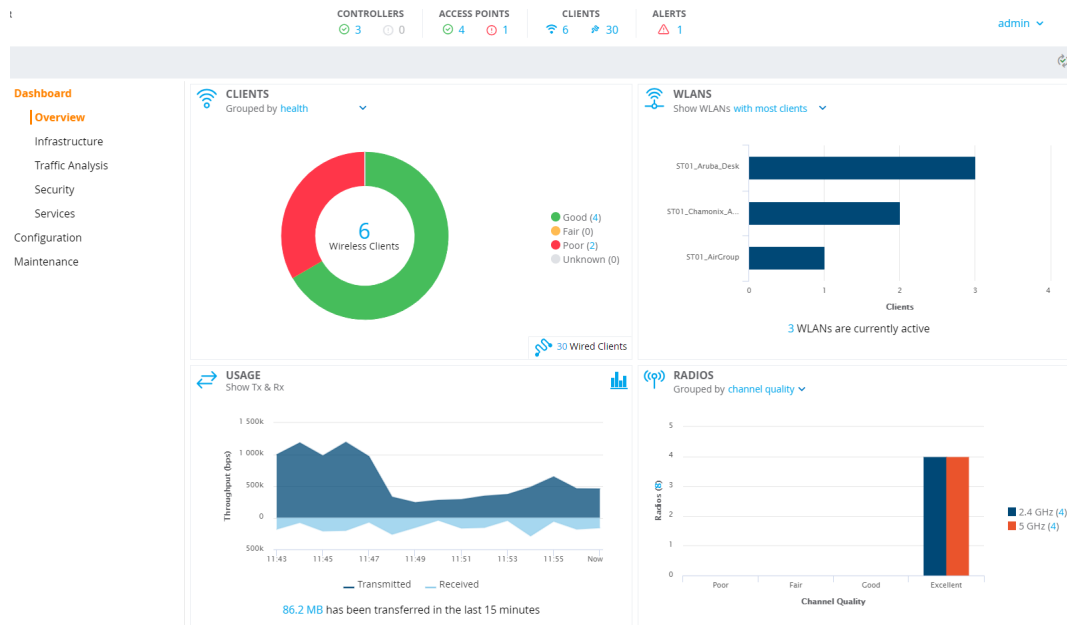 CONTROLLERS
3 0
ACCESS POINTS
4 1
CLIENTS
6 30
ALERTS
1
admin
Dashboard
Overview
Infrastructure
Traffic Analysis
Security
Services
Configuration
Maintenance
CLIENTS
Grouped by health
6
Wireless Clients
Good (4)
Fair (0)
Poor (2)
Unknown (0)
30 Wired Clients
WLANS
Show WLANs with most clients
ST01_Aruba_Desk
ST01_Chamonix_A...
ST01_AirGroup
0 1 2 3 4
Clients
3 WLANs are currently active
USAGE
Show Tx & Rx
Throughput (bps)
1 500k
1 000k
500k
0
500k
11:43 11:45 11:47 11:49 11:51 11:53 11:55 Now
Transmitted Received
86.2 MB has been transferred in the last 15 minutes
RADIOS
Grouped by channel quality
5
4
3
2
1
0
Poor Fair Good Excellent
Channel Quality
2.4 GHz (4)
5 GHz (4)